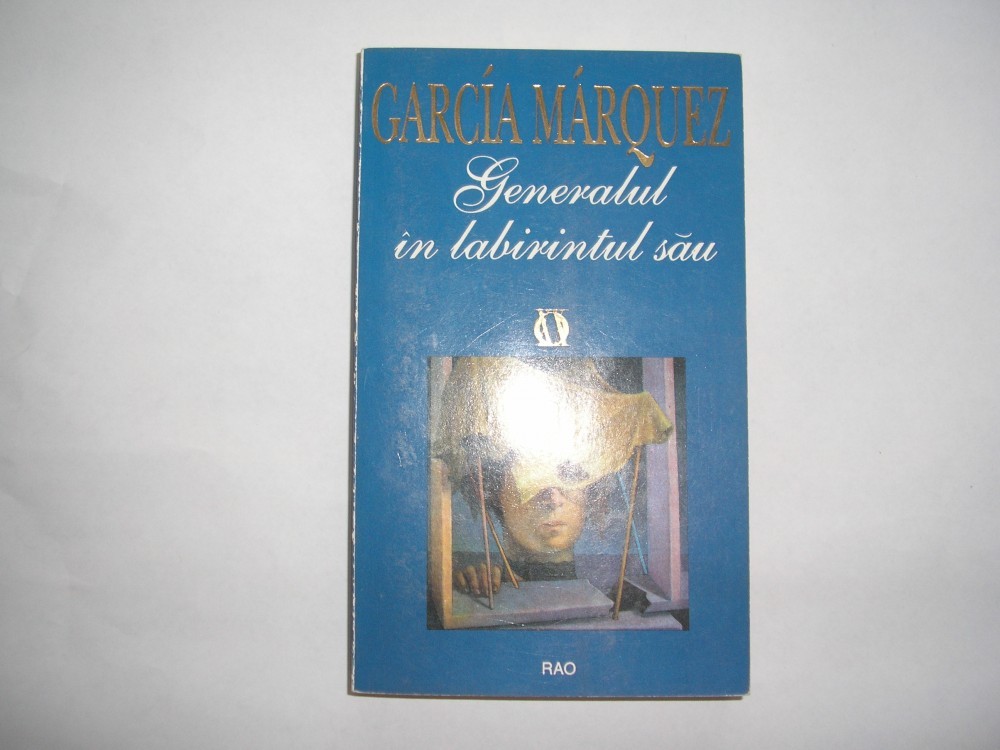 GARCÍA MÁRQUEZ
Generalul
în labirintul său
RAO